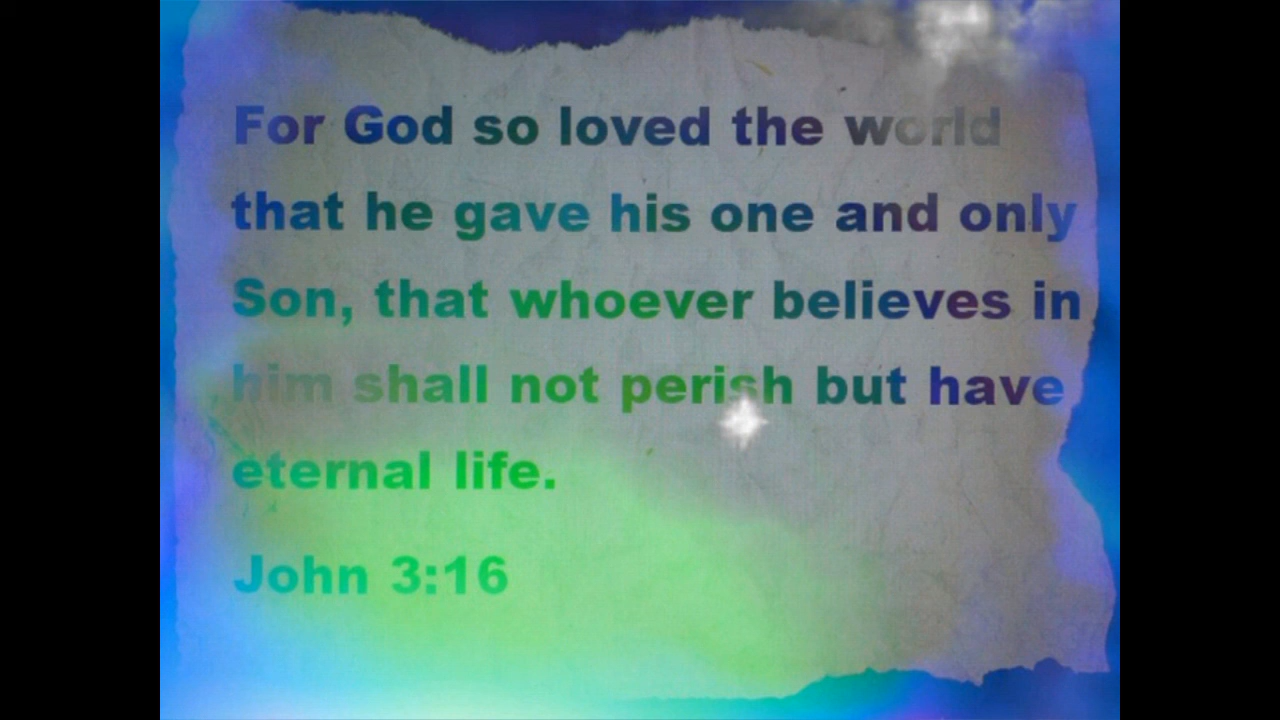 For God so loved the world
that he gave his one and only
Son, that whoever believes in
him shall not perish but have
eternal life.
John 3:16